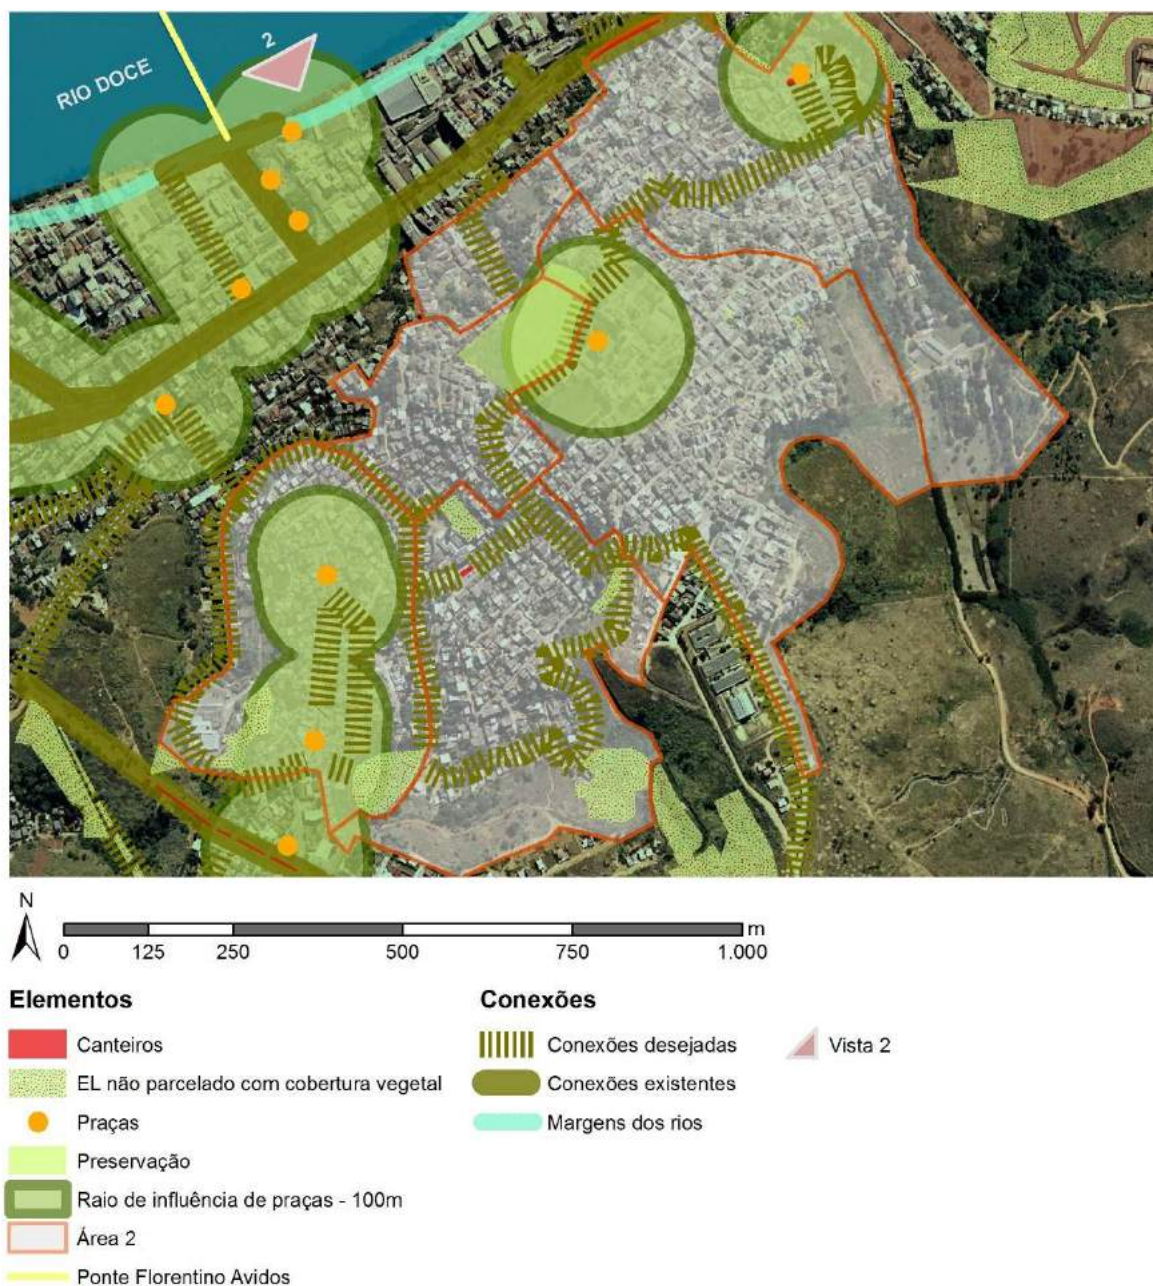 2
RIO DOCE
N
m
0 125 250 500 750 1.000
Elementos
Canteiros
EL não parcelado com cobertura vegetal
Praças
Preservação
Raio de influência de praças - 100m
Área 2
Ponte Florentino Avidos
Conexões
Conexões desejadas
Conexões existentes
Margens dos rios
Vista 2